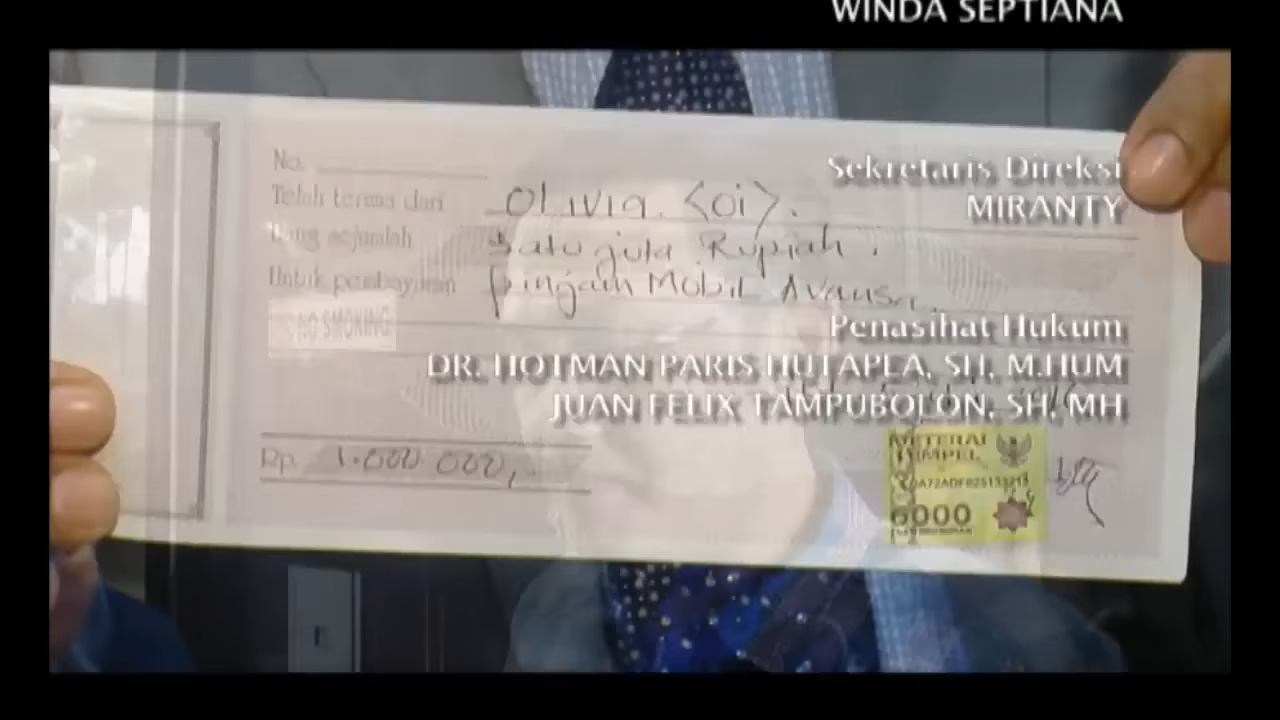 WINDA SEPTIANA
No.
Sekretaris Direksi
MIRANTY
Telah terima dari Olivia. <oi>.
Uang sejumlah Satu juta Rupiah.
Untuk pembayaran pinjam Mobil Avansa
NO SMOKING
Penasihat Hukum
DR. HOTMAN PARIS HUTAPEA, SH, M.HUM
JUAN FELIX TAMPUBOLON, SH, MH
Rp. 1.000 000,-
METERAI
TEMPEL
6000